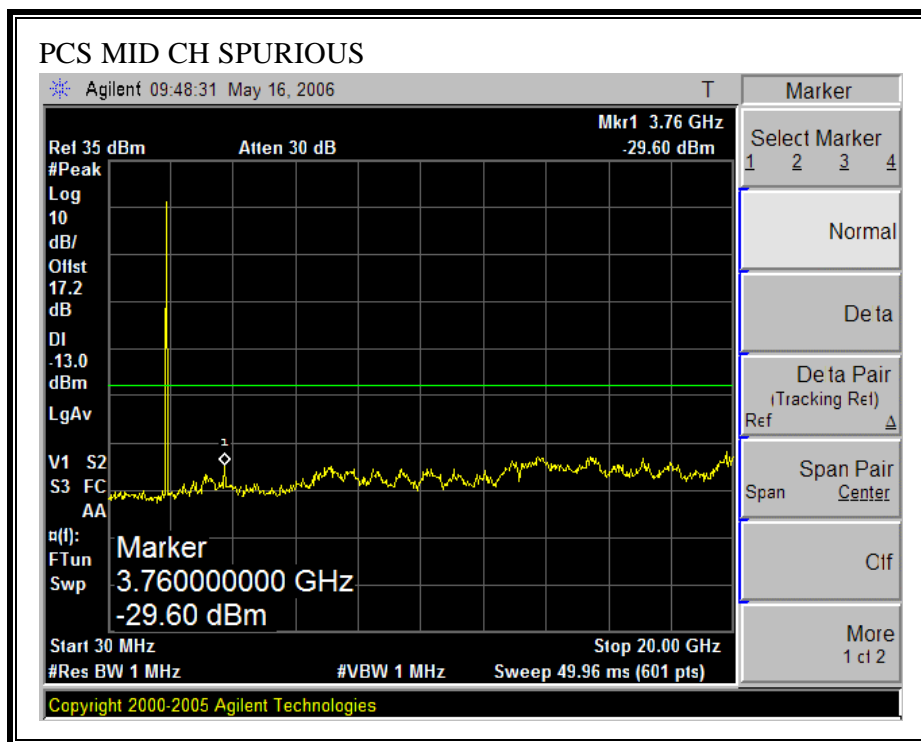 PCS MID CH SPURIOUS
Agilent 09:48:31 May 16, 2006
T
Mkr1 3.76 GHz
Ref 35 dBm
Atten 30 dB
-29.60 dBm
#Peak
Log
10
dB/
Offst
17.2
dB
DI
-13.0
dBm
LgAv
1
V1 S2
S3 FC
AA
¤(f):
FTun
Swp
Marker
3.760000000 GHz
-29.60 dBm
Start 30 MHz
Stop 20.00 GHz
#Res BW 1 MHz
#VBW 1 MHz
Sweep 49.96 ms (601 pts)
Copyright 2000-2005 Agilent Technologies
Marker
Select Marker
1 2 3 4
Normal
Delta
Delta Pair
(Tracking Ref)
Ref Δ
Span Pair
Span Center
Off
More
1 of 2